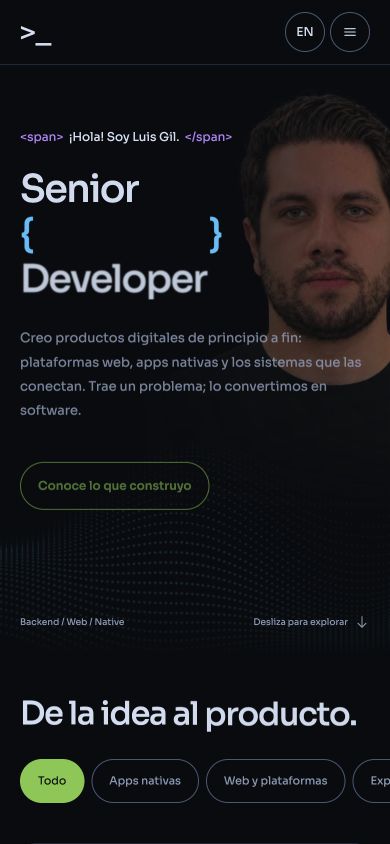 >_
EN
<span> ¡Hola! Soy Luis Gil. </span>
Senior
{ }
Developer
Creo productos digitales de principio a fin:
plataformas web, apps nativas y los sistemas que las
conectan. Trae un problema; lo convertimos en
software.
Conoce lo que construyo
Backend / Web / Native
Desliza para explorar ↓
De la idea al producto.
Todo
Apps nativas
Web y plataformas
Exp